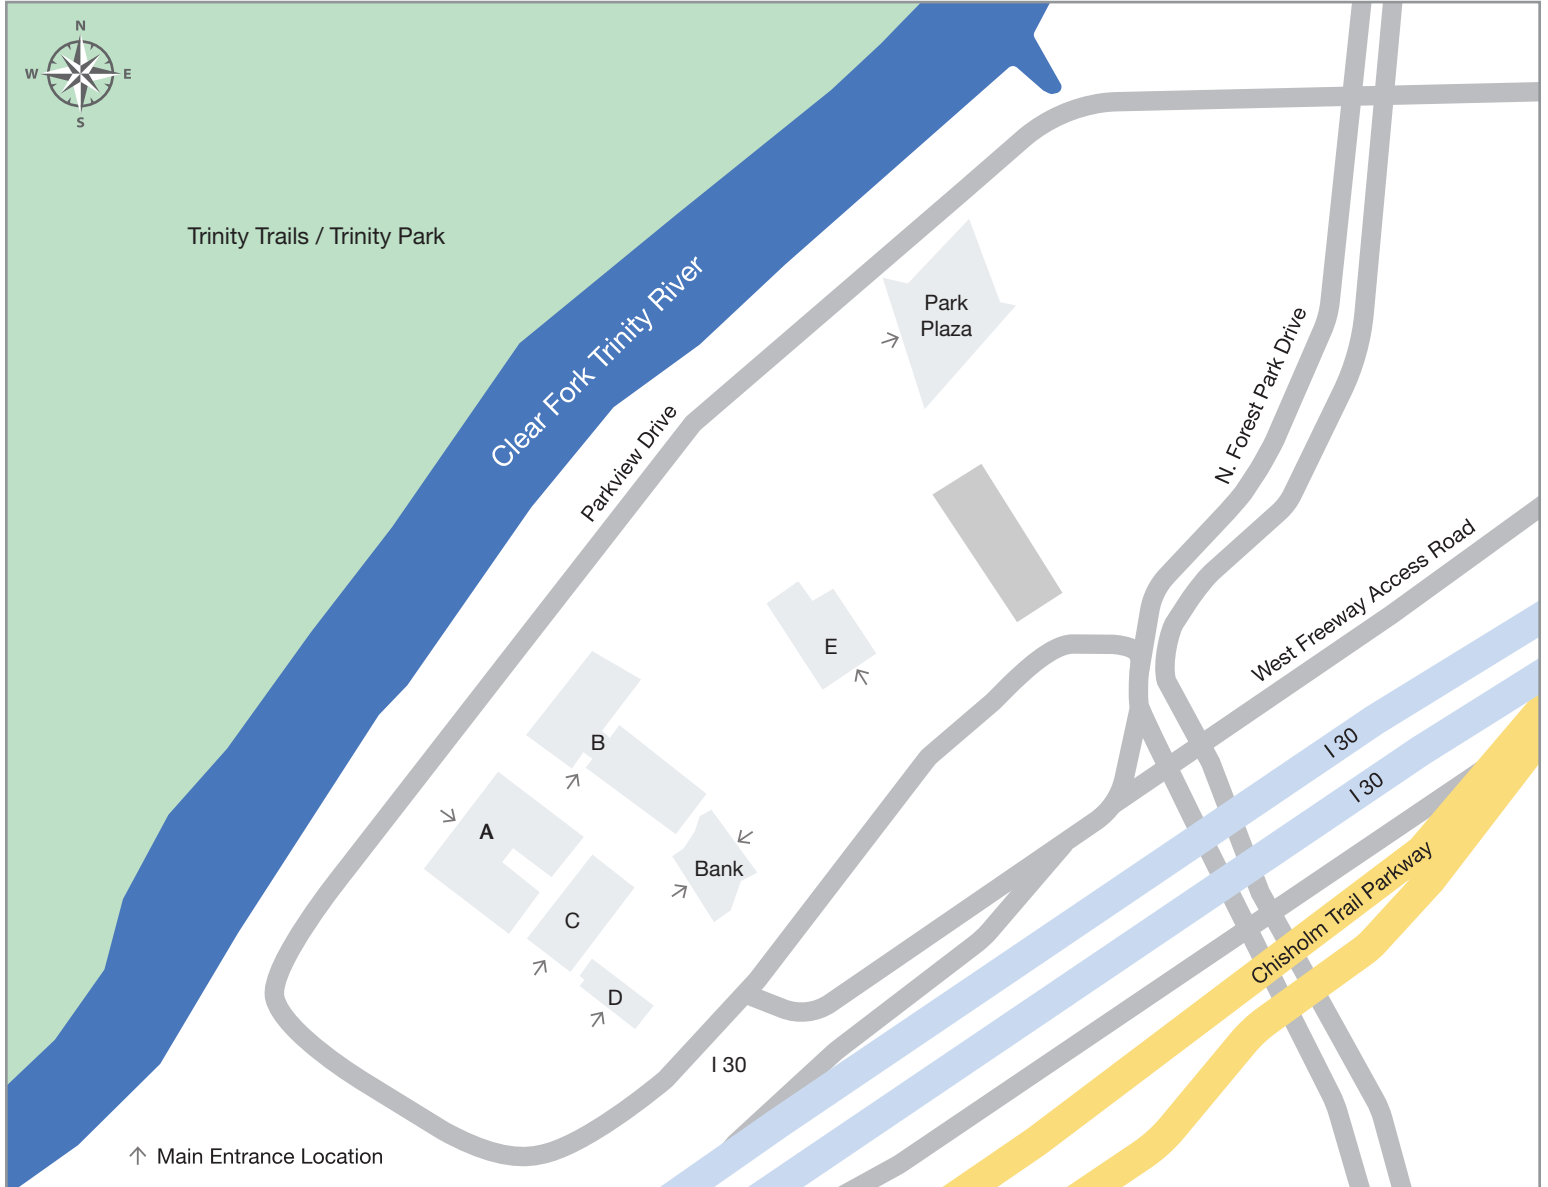 N
W E
S
Trinity Trails / Trinity Park
Clear Fork Trinity River
Parkview Drive
Park
Plaza
N. Forest Park Drive
West Freeway Access Road
E
B
A
Bank
C
D
I 30
I 30
I 30
Chisholm Trail Parkway
Main Entrance Location